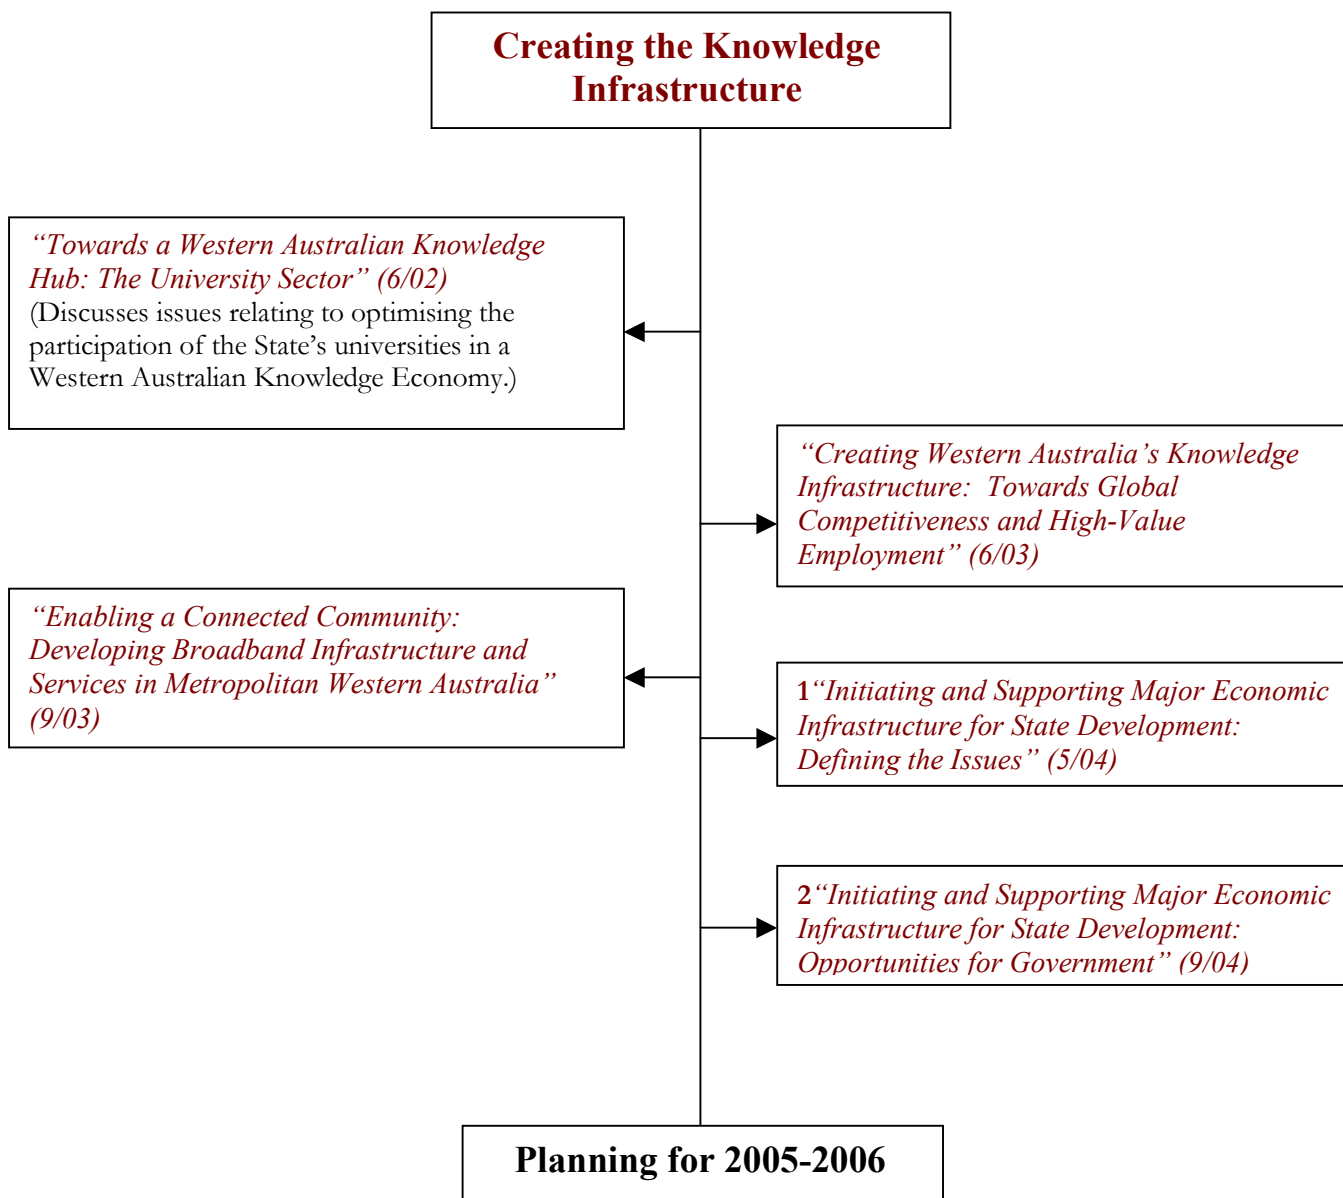 Creating the Knowledge
Infrastructure
“Towards a Western Australian Knowledge
Hub: The University Sector” (6/02)
(Discusses issues relating to optimising the
participation of the State’s universities in a
Western Australian Knowledge Economy.)
“Creating Western Australia’s Knowledge
Infrastructure:  Towards Global
Competitiveness and High-Value
Employment” (6/03)
“Enabling a Connected Community:
Developing Broadband Infrastructure and
Services in Metropolitan Western Australia”
(9/03)
1“Initiating and Supporting Major Economic
Infrastructure for State Development:
Defining the Issues” (5/04)
2“Initiating and Supporting Major Economic
Infrastructure for State Development:
Opportunities for Government” (9/04)
Planning for 2005-2006